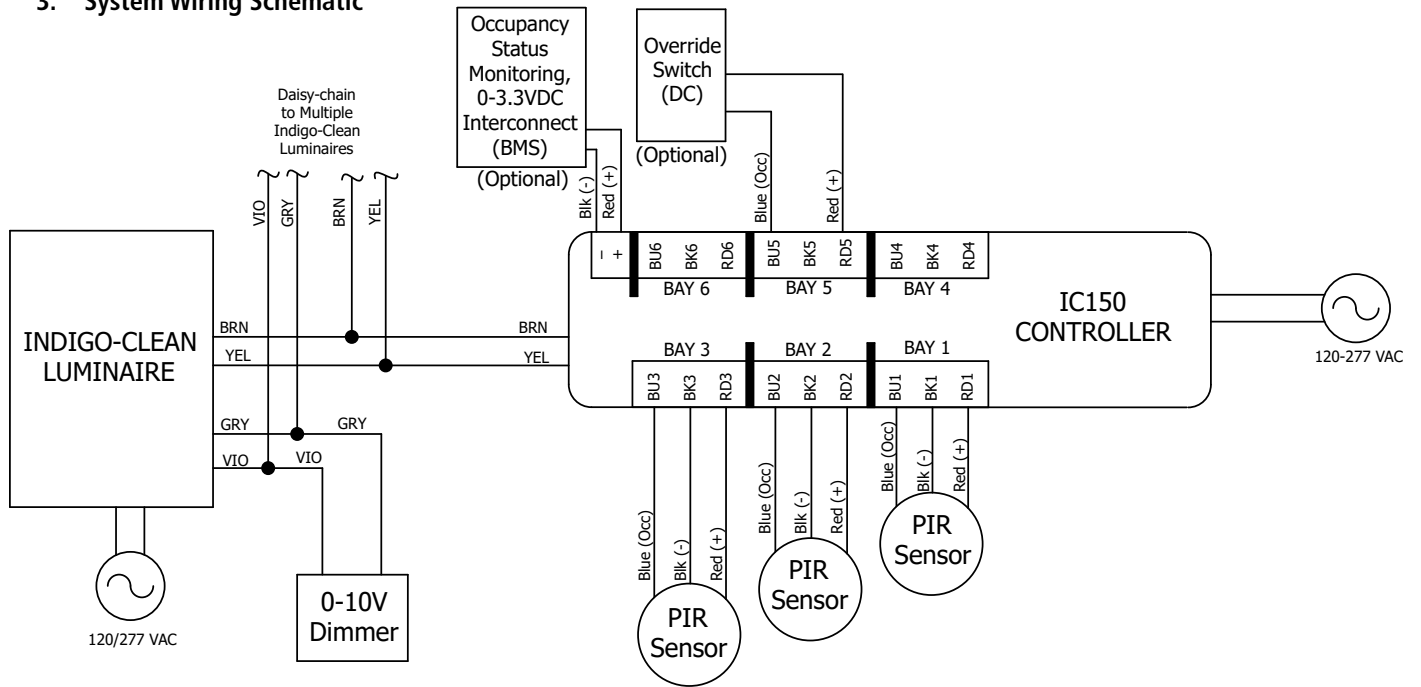 3. System Wiring Schematic
Occupancy
Status
Monitoring,
0-3.3VDC
Interconnect
(BMS)
(Optional)
Override
Switch
(DC)
(Optional)
Daisy-chain
to Multiple
Indigo-Clean
Luminaires
VIO
GRY
BRN
YEL
Blk (-)
Red (+)
Blue (Occ)
Red (+)
INDIGO-CLEAN
LUMINAIRE
BRN
YEL
GRY
VIO
BRN
YEL
GRY
VIO
120/277 VAC
0-10V
Dimmer
- +
BU6
BK6
RD6
BU5
BK5
RD5
BU4
BK4
RD4
BAY 6
BAY 5
BAY 4
IC150
CONTROLLER
120-277 VAC
BAY 3
BAY 2
BAY 1
BU3
BK3
RD3
BU2
BK2
RD2
BU1
BK1
RD1
Blue (Occ)
Blk (-)
Red (+)
PIR
Sensor
Blue (Occ)
Blk (-)
Red (+)
PIR
Sensor
Blue (Occ)
Blk (-)
Red (+)
PIR
Sensor